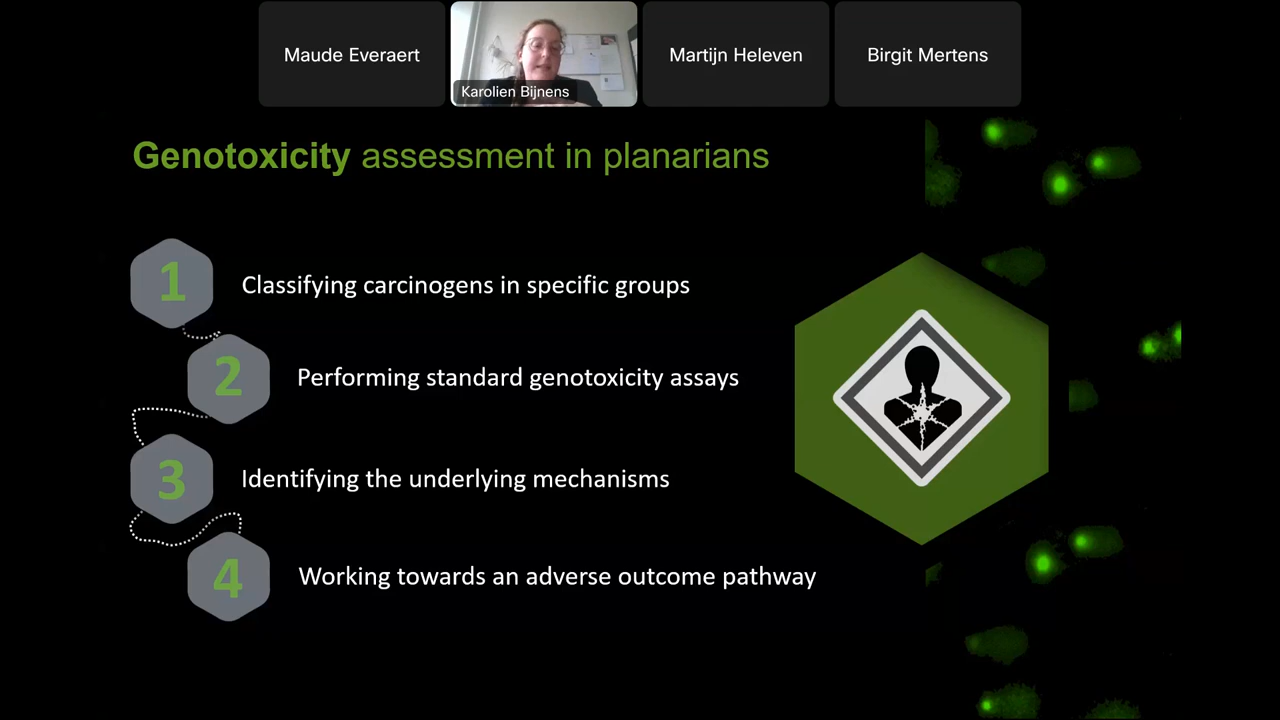 Maude Everaert
Karolien Bijnens
Martijn Heleven
Birgit Mertens
Genotoxicity assessment in planarians
1
Classifying carcinogens in specific groups
2
Performing standard genotoxicity assays
3
Identifying the underlying mechanisms
4
Working towards an adverse outcome pathway